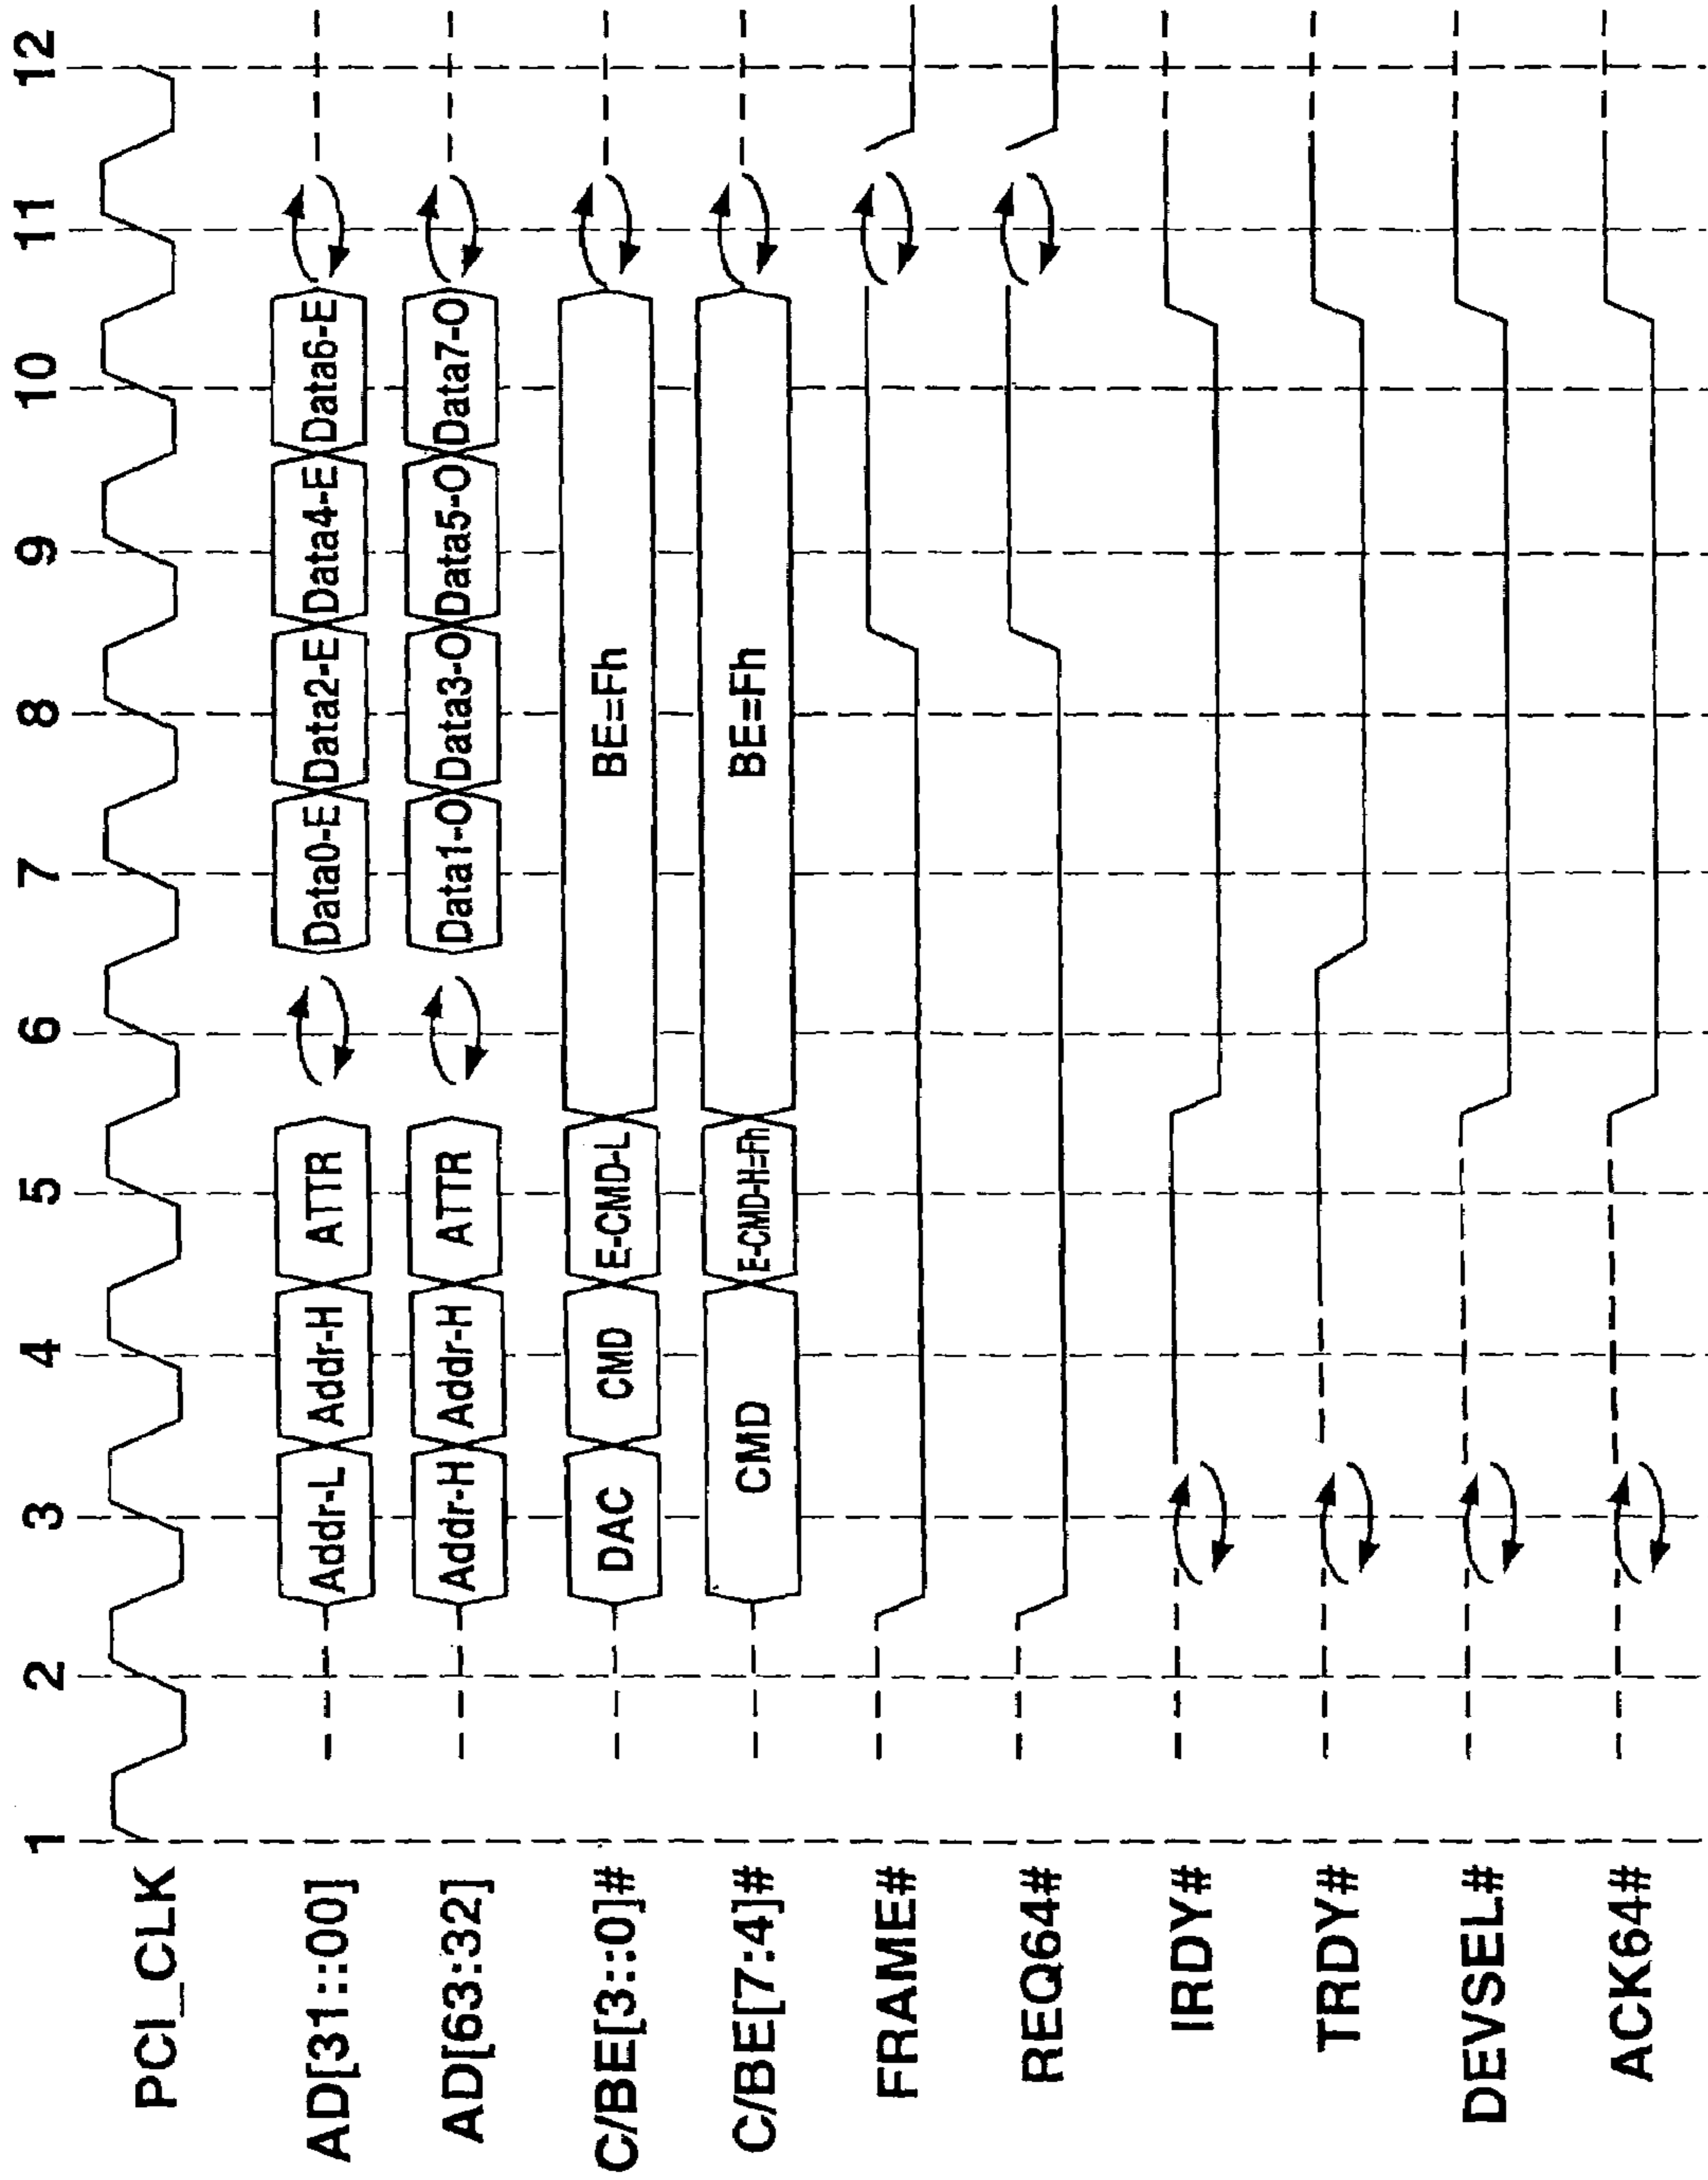 1 2 3 4 5 6 7 8 9 10 11 12
PCI_CLK
AD[31::00] Addr-L Addr-H ATTR Data0-E Data2-E Data4-E Data6-E
AD[63:32] Addr-H Addr-H ATTR Data1-O Data3-O Data5-O Data7-O
C/BE[3::0]# DAC CMD E-CMD-L BE=Fh
C/BE[7:4]# CMD E-CMD-H=Fh BE=Fh
FRAME#
REQ64#
IRDY#
TRDY#
DEVSEL#
ACK64#